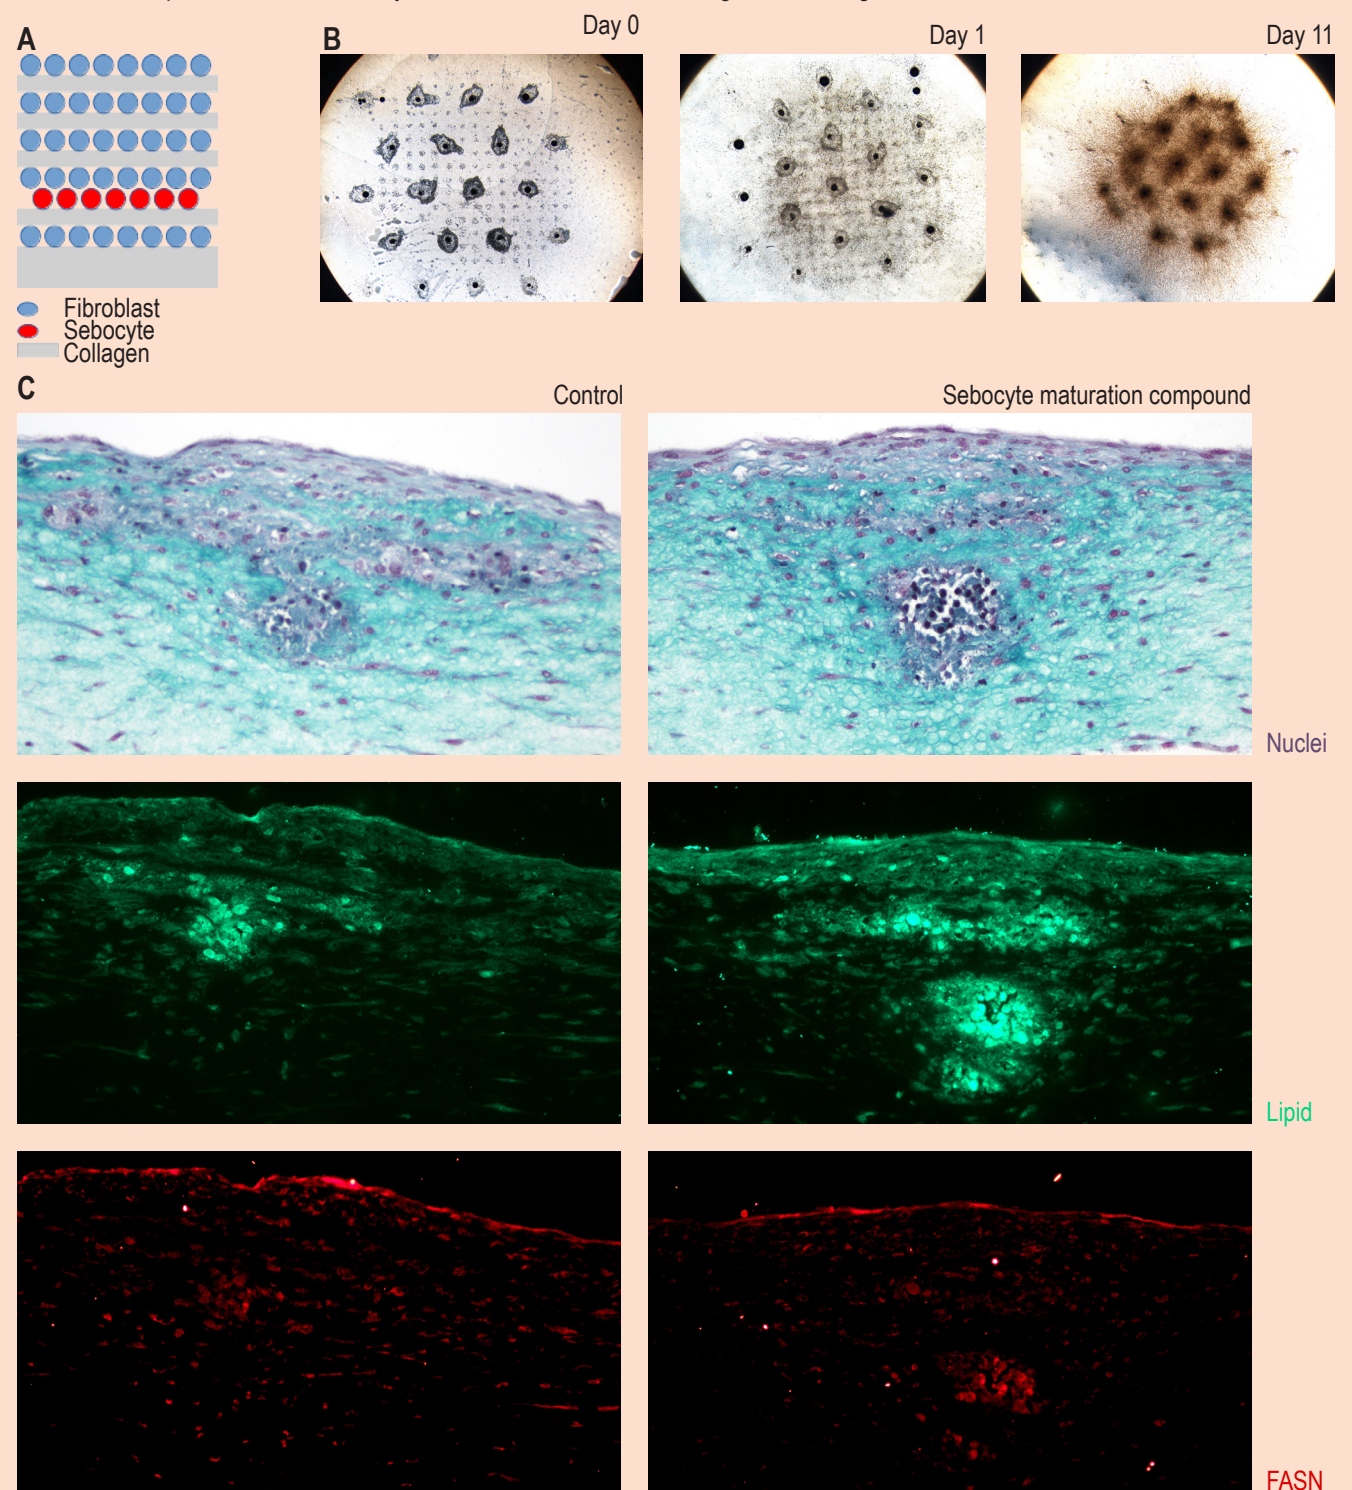 A
B
Day 0
Day 1
Day 11
Fibroblast
Sebocyte
Collagen
C
Control
Sebocyte maturation compound
Nuclei
Lipid
FASN